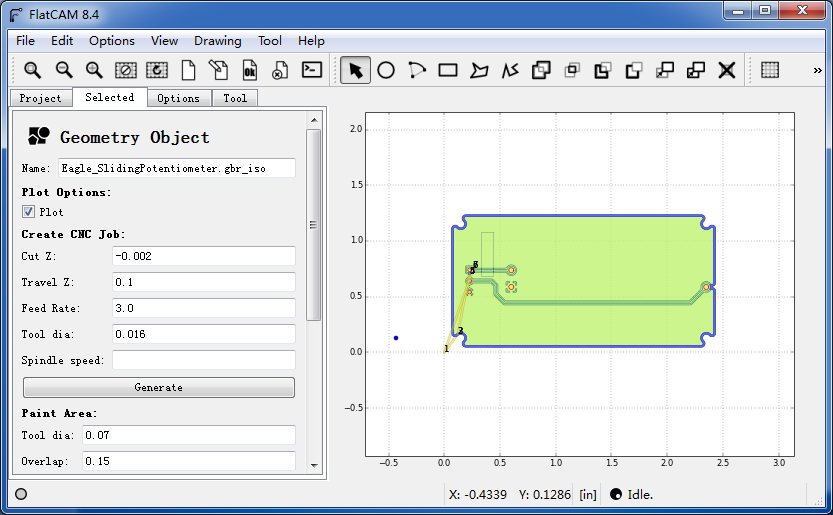 FlatCAM 8.4
File Edit Options View Drawing Tool Help
Ok
»
Project Selected Options Tool
Geometry Object
Name: Eagle_SlidingPotentiometer.gbr_iso
Plot Options:
Plot
Create CNC Job:
Cut Z: -0.002
Travel Z: 0.1
Feed Rate: 3.0
Tool dia: 0.016
Spindle speed:
Generate
Paint Area:
Tool dia: 0.07
Overlap: 0.15
2.0
1.5
1.0
0.5
0.0
−0.5
−0.5 0.0 0.5 1.0 1.5 2.0 2.5 3.0
2
1
X: -0.4339 Y: 0.1286 [in] Idle.